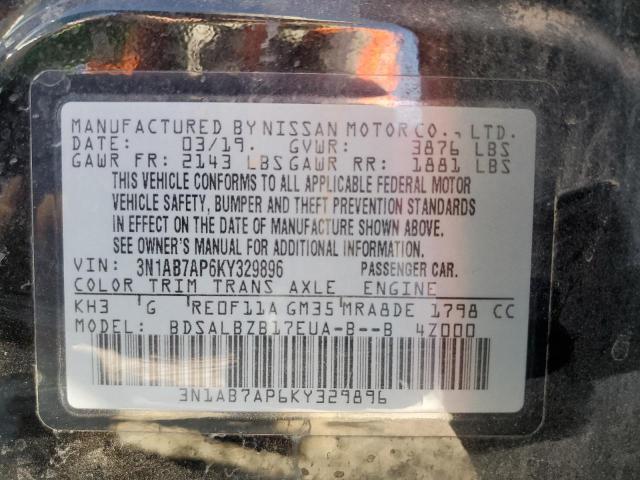 MANUFACTURED BY NISSAN MOTOR CO., LTD.
DATE: 03/19. GVWR: 3876 LBS
GAWR FR: 2143 LBS GAWR RR: 1881 LBS
THIS VEHICLE CONFORMS TO ALL APPLICABLE FEDERAL MOTOR
VEHICLE SAFETY, BUMPER AND THEFT PREVENTION STANDARDS
IN EFFECT ON THE DATE OF MANUFACTURE SHOWN ABOVE.
SEE OWNER'S MANUAL FOR ADDITIONAL INFORMATION.
VIN: 3N1AB7AP6KY329896 PASSENGER CAR.
COLOR TRIM TRANS AXLE ENGINE
KH3 G RE0F11A GM35 MRA8DE 1798 CC
MODEL: BDSALBZB17EUA-B--B 4Z000
3N1AB7AP6KY329896